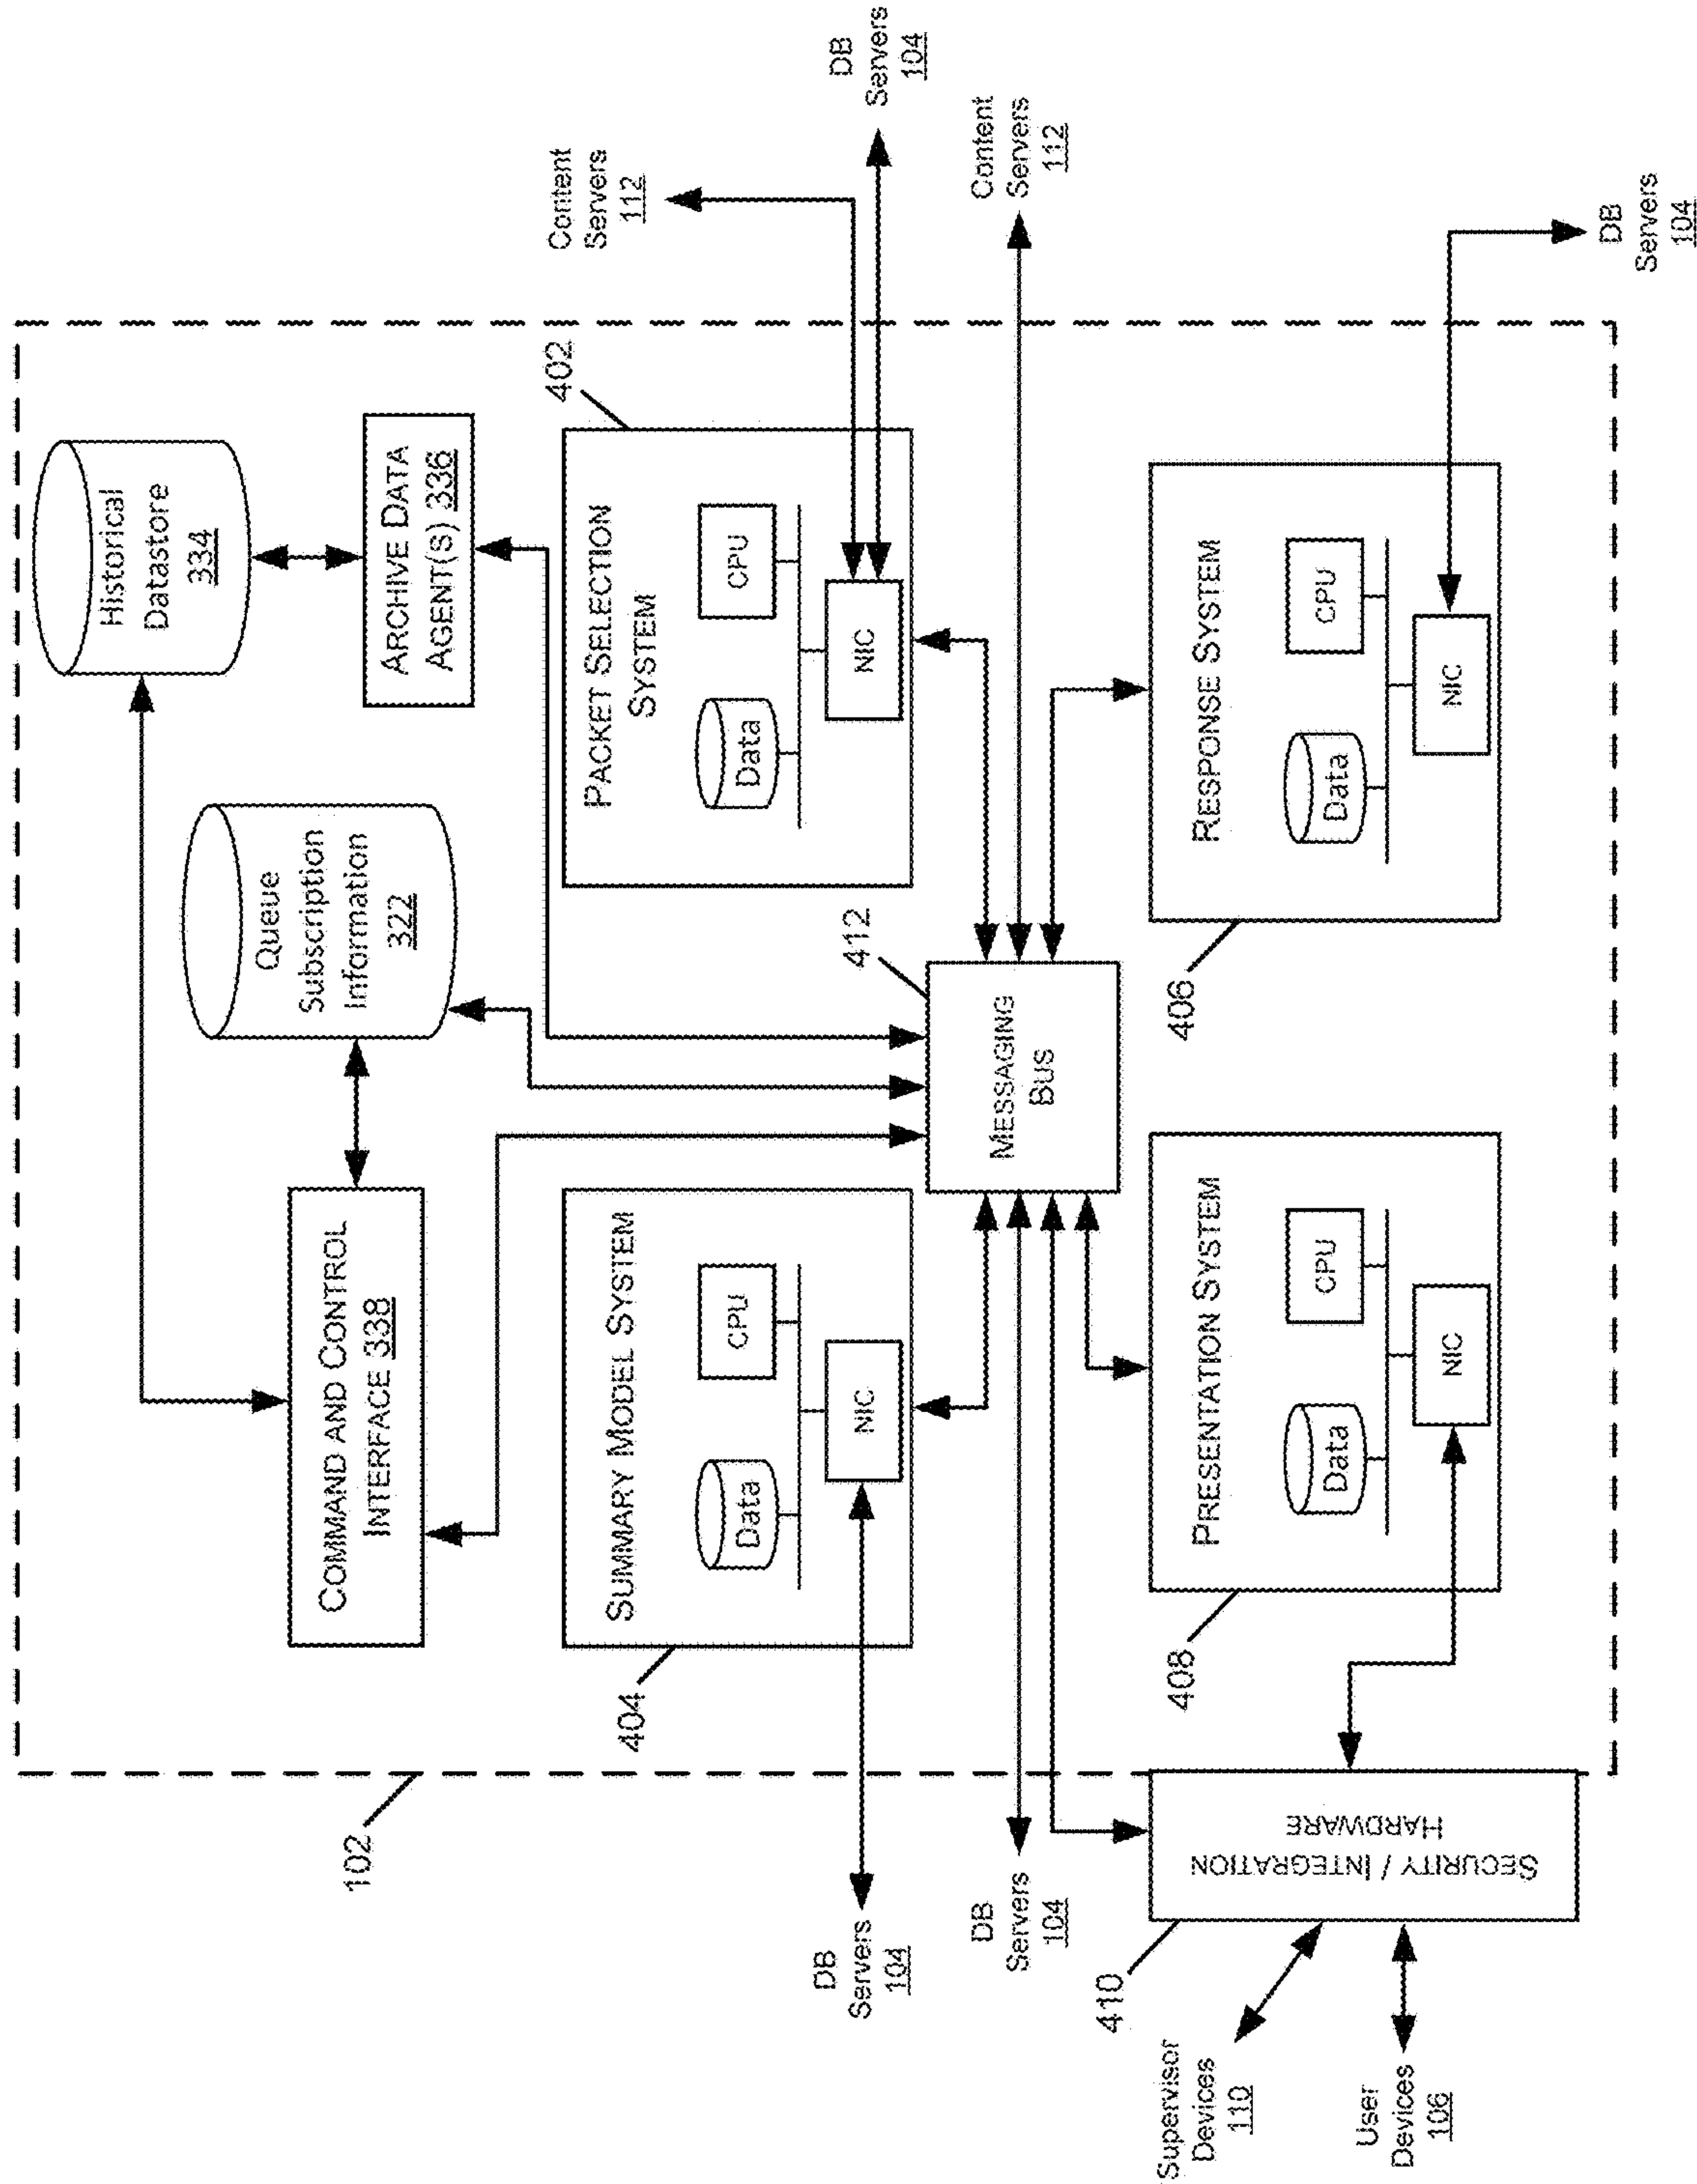 102
COMMAND AND CONTROL
INTERFACE 338
Queue
Subscription
Information
322
Historical
Datastore
334
ARCHIVE DATA
AGENT(S) 336
404
SUMMARY MODEL SYSTEM
Data
CPU
NIC
DB
Servers
104
402
PACKET SELECTION
SYSTEM
Data
CPU
NIC
Content
Servers
112
DB
Servers
104
412
MESSAGING
BUS
DB
Servers
104
Content
Servers
112
408
PRESENTATION SYSTEM
Data
CPU
NIC
406
RESPONSE SYSTEM
Data
CPU
NIC
DB
Servers
104
410
SECURITY / INTEGRATION
HARDWARE
Supervisor
Devices
110
User
Devices
106